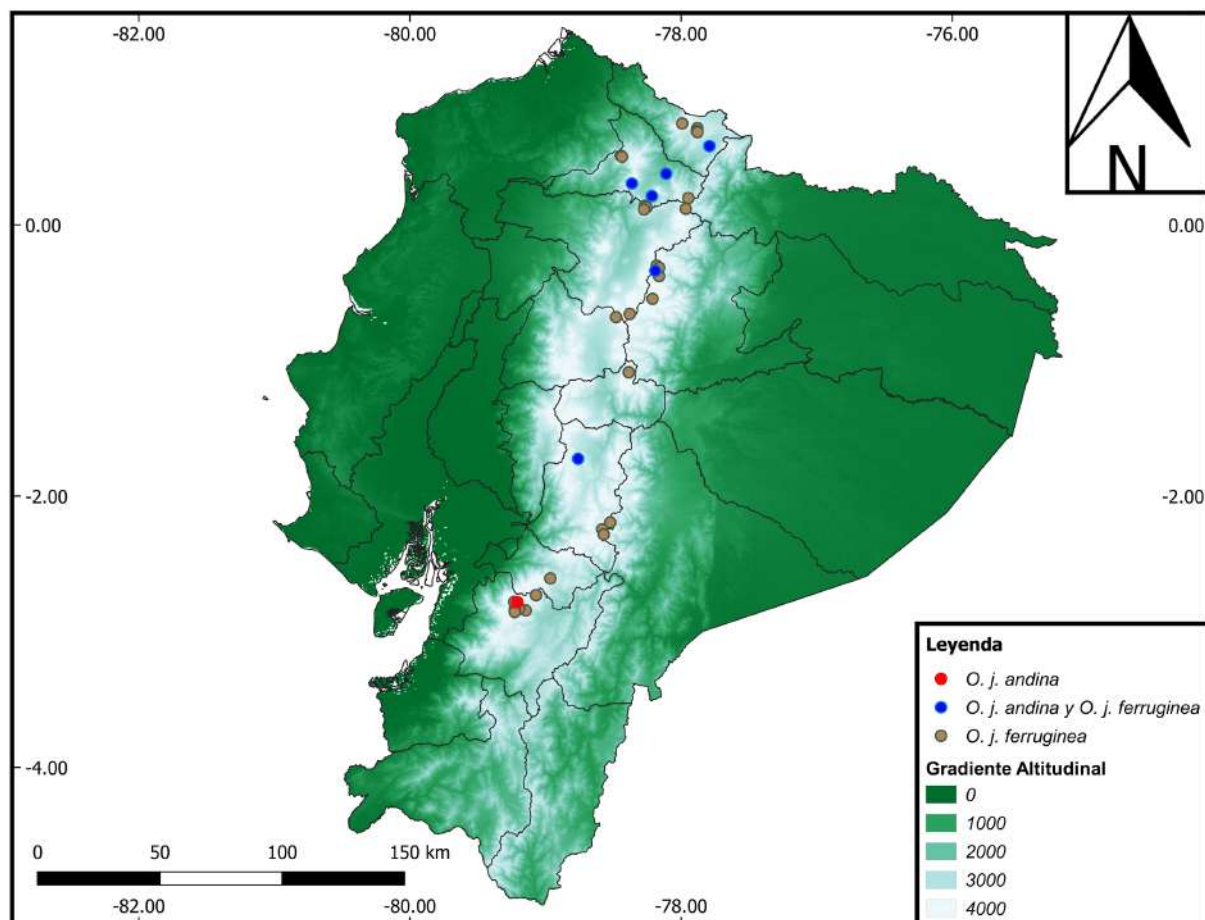 -82.00 -80.00 -78.00 -76.00
N
0.00 0.00
-2.00 -2.00
-4.00
Leyenda
O. j. andina
O. j. andina y O. j. ferruginea
O. j. ferruginea
Gradiente Altitudinal
0
1000
2000
3000
4000
0 50 100 150 km
-82.00 -80.00 -78.00